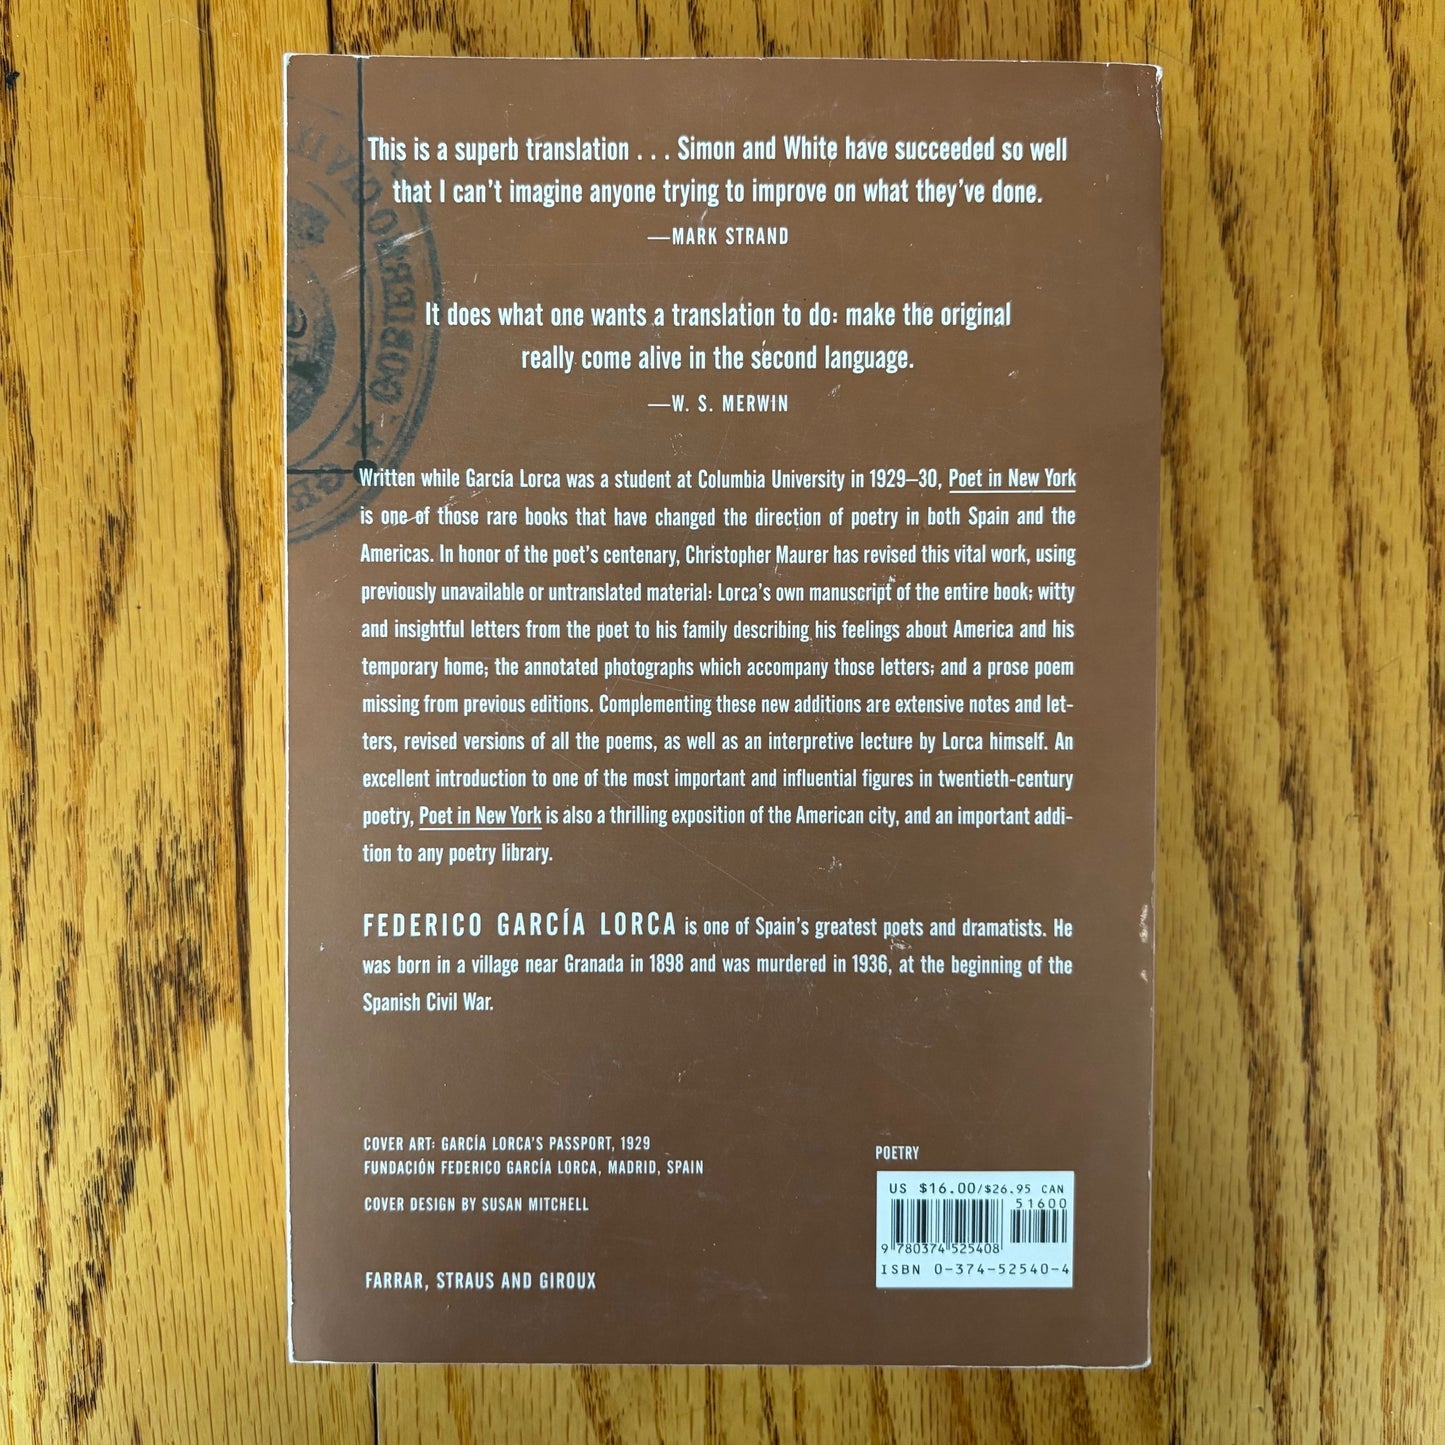 This is a superb translation . . . Simon and White have succeeded so well
that I can't imagine anyone trying to improve on what they've done.
—MARK STRAND
It does what one wants a translation to do: make the original
really come alive in the second language.
—W. S. MERWIN
Written while García Lorca was a student at Columbia University in 1929–30, Poet in New York
is one of those rare books that have changed the direction of poetry in both Spain and the
Americas. In honor of the poet's centenary, Christopher Maurer has revised this vital work, using
previously unavailable or untranslated material: Lorca's own manuscript of the entire book; witty
and insightful letters from the poet to his family describing his feelings about America and his
temporary home; the annotated photographs which accompany those letters; and a prose poem
missing from previous editions. Complementing these new additions are extensive notes and let-
ters, revised versions of all the poems, as well as an interpretive lecture by Lorca himself. An
excellent introduction to one of the most important and influential figures in twentieth-century
poetry, Poet in New York is also a thrilling exposition of the American city, and an important addi-
tion to any poetry library.
FEDERICO GARCÍA LORCA is one of Spain's greatest poets and dramatists. He
was born in a village near Granada in 1898 and was murdered in 1936, at the beginning of the
Spanish Civil War.
COVER ART: GARCÍA LORCA'S PASSPORT, 1929
FUNDACIÓN FEDERICO GARCÍA LORCA, MADRID, SPAIN
COVER DESIGN BY SUSAN MITCHELL
FARRAR, STRAUS AND GIROUX
POETRY
US $16.00/$26.95 CAN
51600
9 780374 525408
ISBN 0-374-52540-4